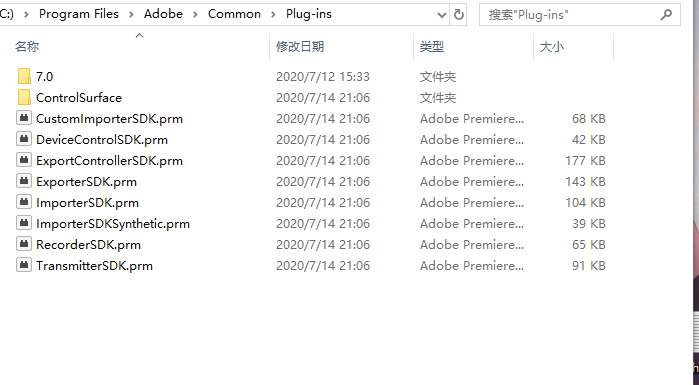 C:) > Program Files > Adobe > Common > Plug-ins 搜索"Plug-ins"
名称 修改日期 类型 大小
7.0 2020/7/12 15:33 文件夹
ControlSurface 2020/7/14 21:06 文件夹
CustomImporterSDK.prm 2020/7/14 21:06 Adobe Premiere... 68 KB
DeviceControlSDK.prm 2020/7/14 21:06 Adobe Premiere... 42 KB
ExportControllerSDK.prm 2020/7/14 21:06 Adobe Premiere... 177 KB
ExporterSDK.prm 2020/7/14 21:06 Adobe Premiere... 143 KB
ImporterSDK.prm 2020/7/14 21:06 Adobe Premiere... 104 KB
ImporterSDKSynthetic.prm 2020/7/14 21:06 Adobe Premiere... 39 KB
RecorderSDK.prm 2020/7/14 21:06 Adobe Premiere... 65 KB
TransmitterSDK.prm 2020/7/14 21:06 Adobe Premiere... 91 KB